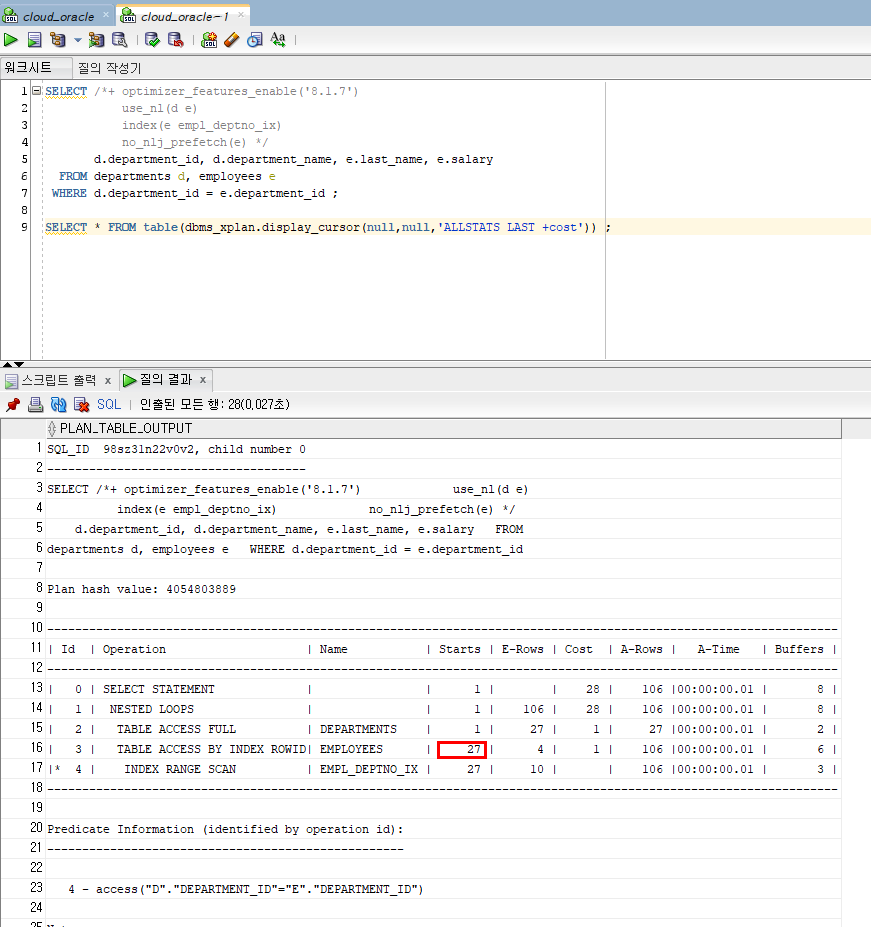 cloud_oracle × cloud_oracle~1 ×
워크시트 질의 작성기
1 SELECT /*+ optimizer_features_enable('8.1.7')
2 use_nl(d e)
3 index(e empl_deptno_ix)
4 no_nlj_prefetch(e) */
5 d.department_id, d.department_name, e.last_name, e.salary
6 FROM departments d, employees e
7 WHERE d.department_id = e.department_id ;
8
9 SELECT * FROM table(dbms_xplan.display_cursor(null,null,'ALLSTATS LAST +cost')) ;
스크립트 출력 × 질의 결과 ×
SQL | 인출된 모든 행: 28(0,027초)
PLAN_TABLE_OUTPUT
1 SQL_ID 98sz3ln22v0v2, child number 0
2 -------------------------------------
3 SELECT /*+ optimizer_features_enable('8.1.7') use_nl(d e)
4 index(e empl_deptno_ix) no_nlj_prefetch(e) */
5 d.department_id, d.department_name, e.last_name, e.salary FROM
6 departments d, employees e WHERE d.department_id = e.department_id
7
8 Plan hash value: 4054803889
9
10 -----------------------------------------------------------------------------------------------------------------
11 | Id | Operation | Name | Starts | E-Rows | Cost | A-Rows | A-Time | Buffers |
12 -----------------------------------------------------------------------------------------------------------------
13 | 0 | SELECT STATEMENT | | 1 | | 28 | 106 |00:00:00.01 | 8 |
14 | 1 | NESTED LOOPS | | 1 | 106 | 28 | 106 |00:00:00.01 | 8 |
15 | 2 | TABLE ACCESS FULL | DEPARTMENTS | 1 | 27 | 1 | 27 |00:00:00.01 | 2 |
16 | 3 | TABLE ACCESS BY INDEX ROWID| EMPLOYEES | 27 | 4 | 1 | 106 |00:00:00.01 | 6 |
17 |* 4 | INDEX RANGE SCAN | EMPL_DEPTNO_IX | 27 | 10 | | 106 |00:00:00.01 | 3 |
18 -----------------------------------------------------------------------------------------------------------------
19
20 Predicate Information (identified by operation id):
21 ---------------------------------------------------
22
23 4 - access("D"."DEPARTMENT_ID"="E"."DEPARTMENT_ID")
24
25